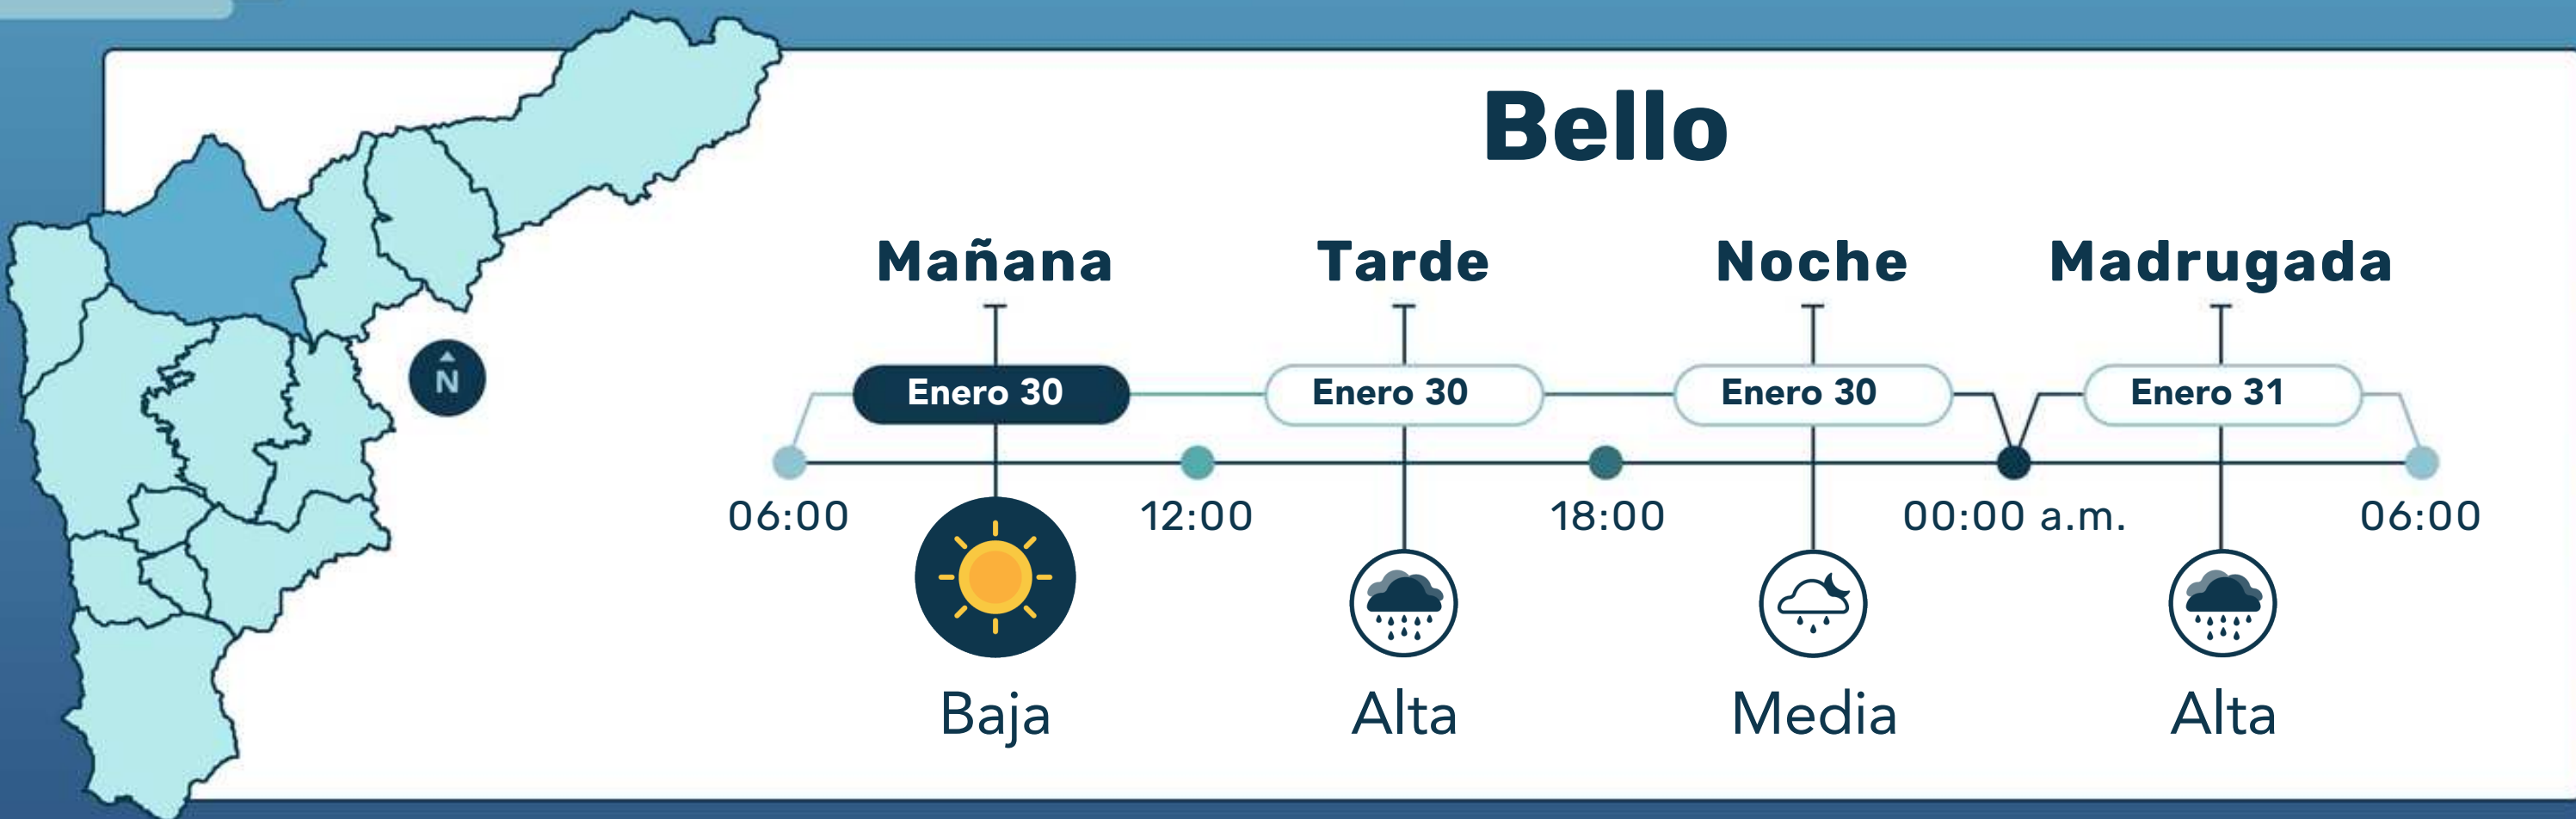 Bello
Mañana Tarde Noche Madrugada
N
Enero 30 Enero 30 Enero 30 Enero 31
06:00 12:00 18:00 00:00 a.m. 06:00
Baja Alta Media Alta